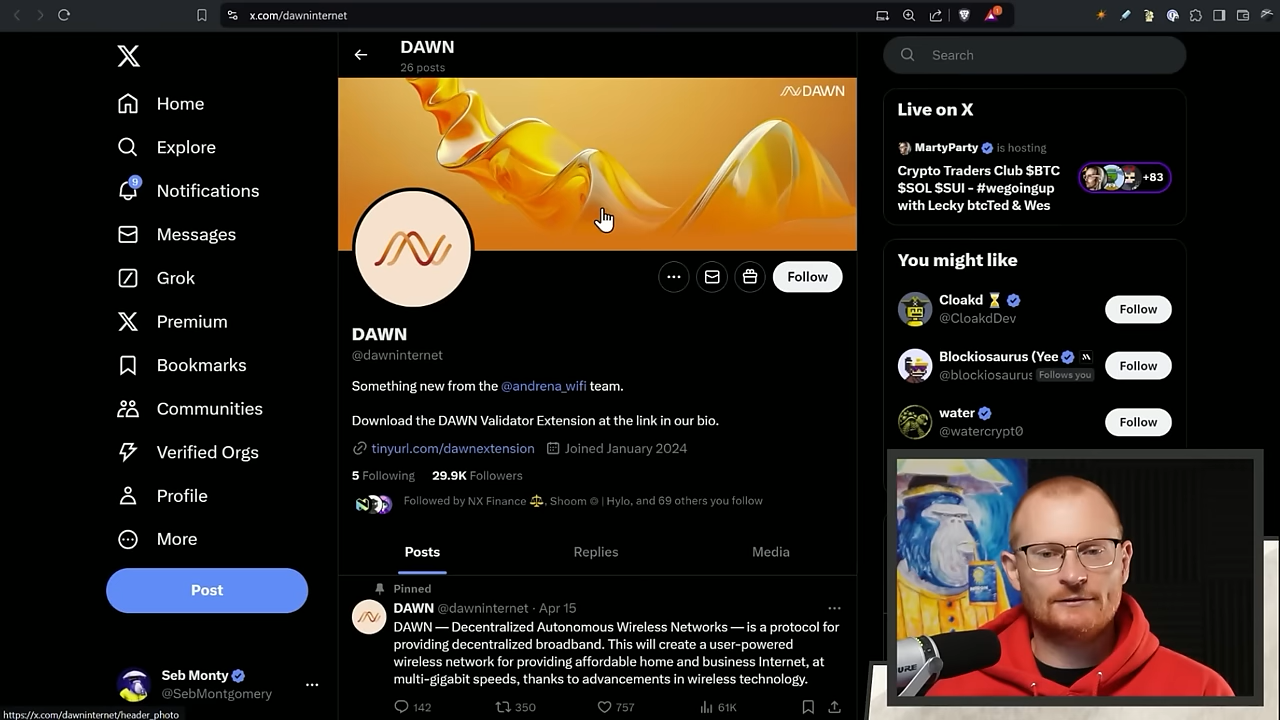 x.com/dawninternet
1
DAWN
26 posts
DAWN
Home
Explore
9
Notifications
Messages
Grok
Premium
Bookmarks
Communities
Verified Orgs
Profile
More
Post
Seb Monty
@SebMontgomery
https://x.com/dawninternet/header_photo
Follow
DAWN
@dawninternet
Something new from the @andrena_wifi team.
Download the DAWN Validator Extension at the link in our bio.
tinyurl.com/dawnextension Joined January 2024
5 Following 29.9K Followers
Followed by NX Finance, Shoom | Hylo, and 69 others you follow
Posts Replies Media
Pinned
DAWN @dawninternet · Apr 15
DAWN — Decentralized Autonomous Wireless Networks — is a protocol for
providing decentralized broadband. This will create a user-powered
wireless network for providing affordable home and business Internet, at
multi-gigabit speeds, thanks to advancements in wireless technology.
142 350 757 61K
Search
Live on X
MartyParty is hosting
Crypto Traders Club $BTC
$SOL $SUI - #wegoingup
with Lecky btcTed & Wes
+83
You might like
Cloakd
@CloakdDev
Follow
Blockiosaurus (Yee
@blockiosaurus Follows you
Follow
water
@watercrypt0
Follow
URE